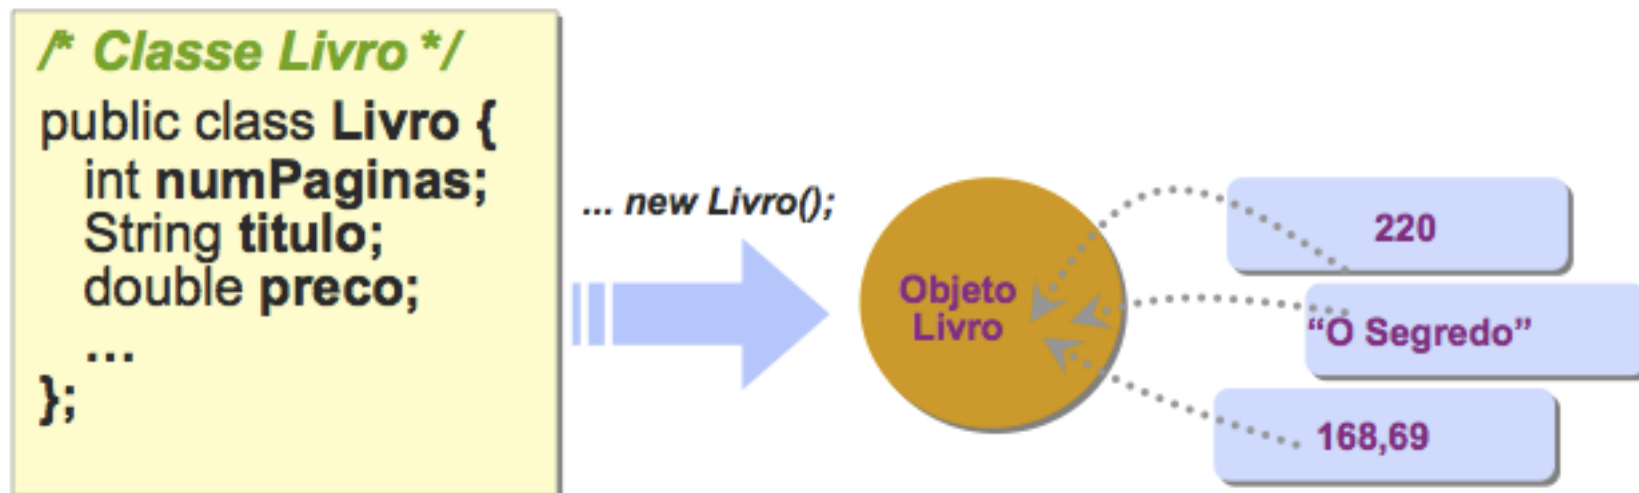 /* Classe Livro */
public class Livro {
int numPaginas;
String titulo;
double preco;
...
};
... new Livro();
Objeto
Livro
220
“O Segredo”
168,69